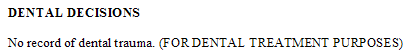 DENTAL DECISIONS
No record of dental trauma. (FOR DENTAL TREATMENT PURPOSES)